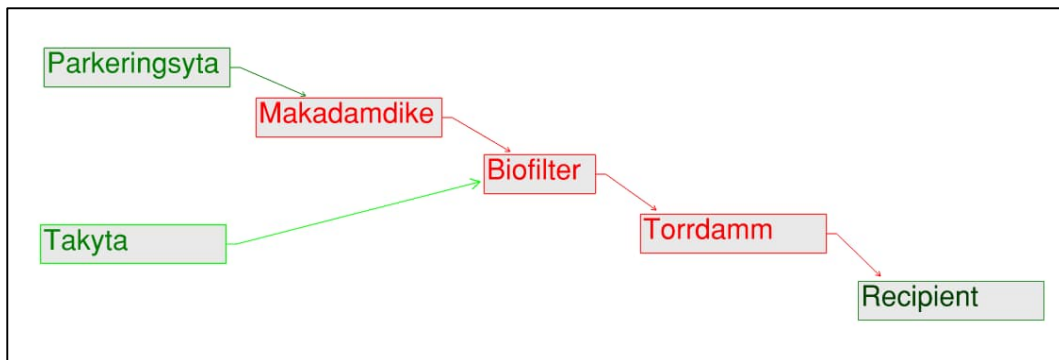 Parkeringsyta
Makadamdike
Biofilter
Takyta
Torrdamm
Recipient